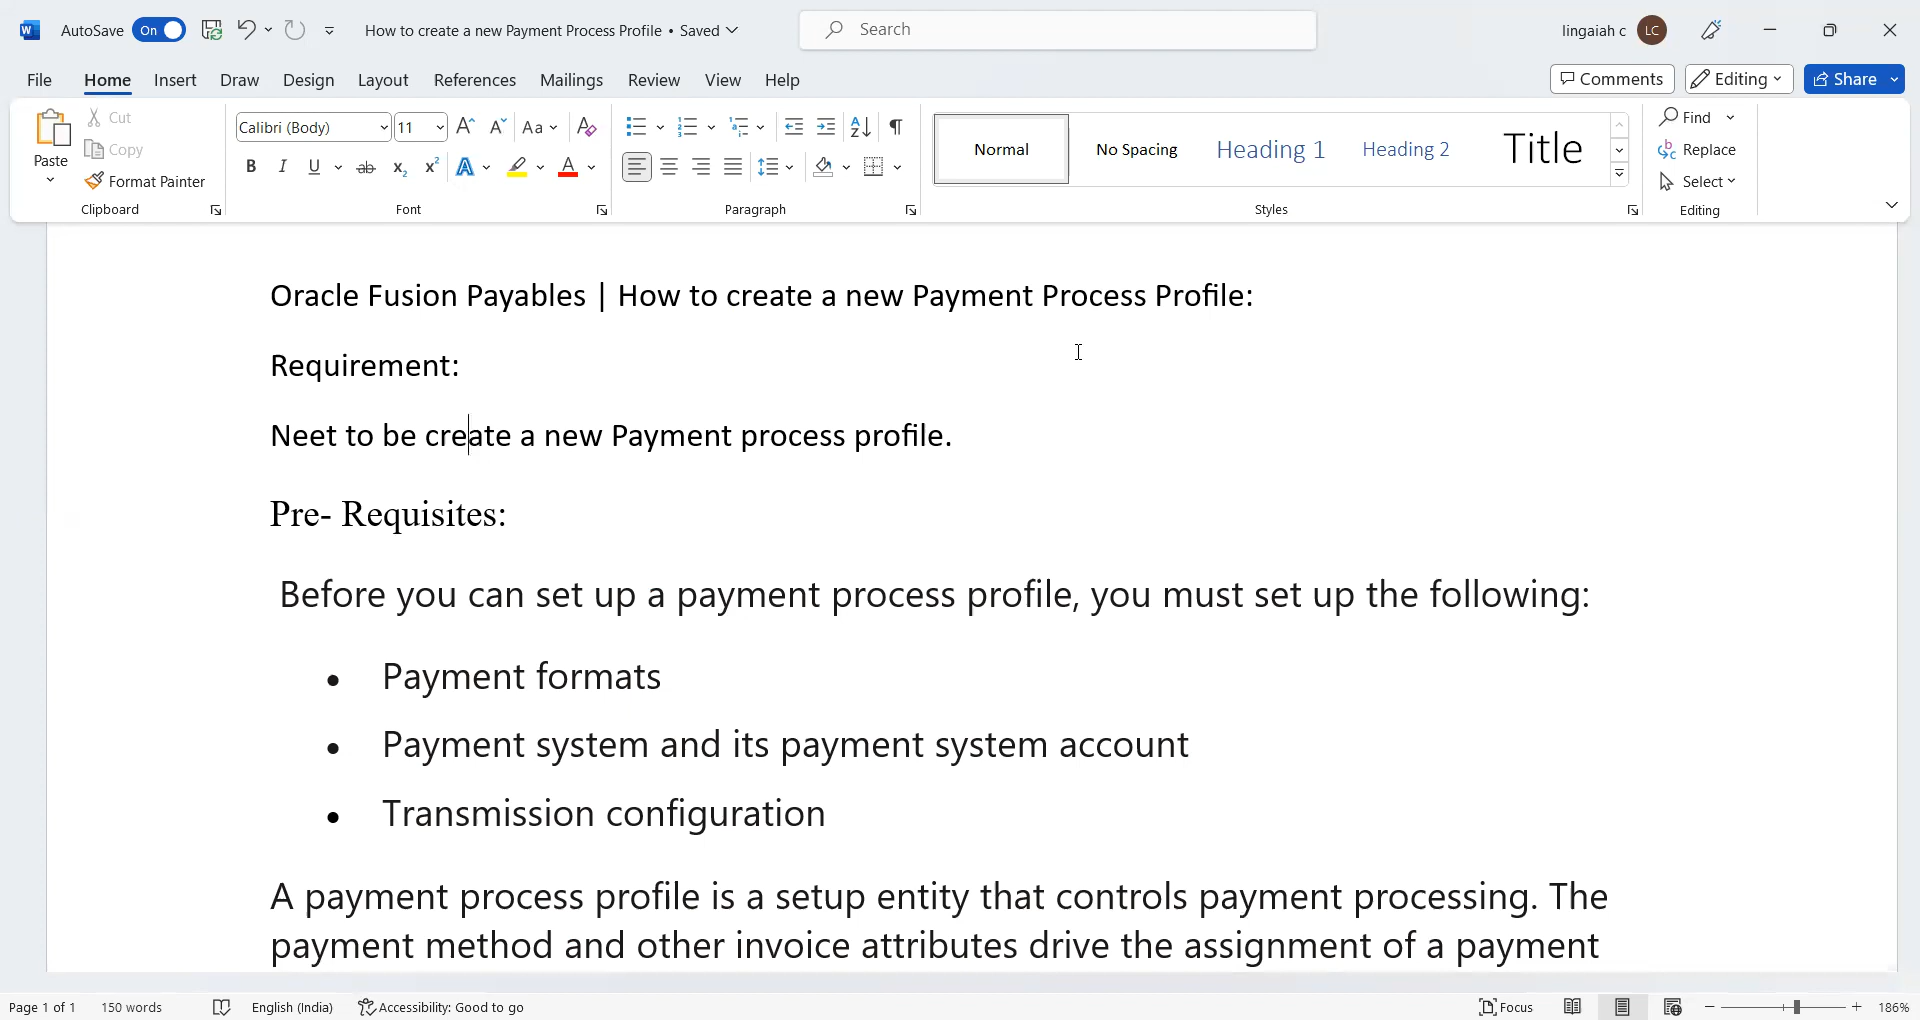 AutoSave On How to create a new Payment Process Profile • Saved Search lingaiah c LC
File Home Insert Draw Design Layout References Mailings Review View Help Comments Editing Share
Paste Cut Copy Format Painter Clipboard
Calibri (Body) 11 A A Aa A
B I U ab x₂ x² A A Font
Paragraph
Normal No Spacing Heading 1 Heading 2 Title Styles
Find Replace Select Editing
Oracle Fusion Payables | How to create a new Payment Process Profile:
Requirement:
Neet to be create a new Payment process profile.
Pre- Requisites:
Before you can set up a payment process profile, you must set up the following:
• Payment formats
• Payment system and its payment system account
• Transmission configuration
A payment process profile is a setup entity that controls payment processing. The
payment method and other invoice attributes drive the assignment of a payment
Page 1 of 1 150 words English (India) Accessibility: Good to go Focus 186%